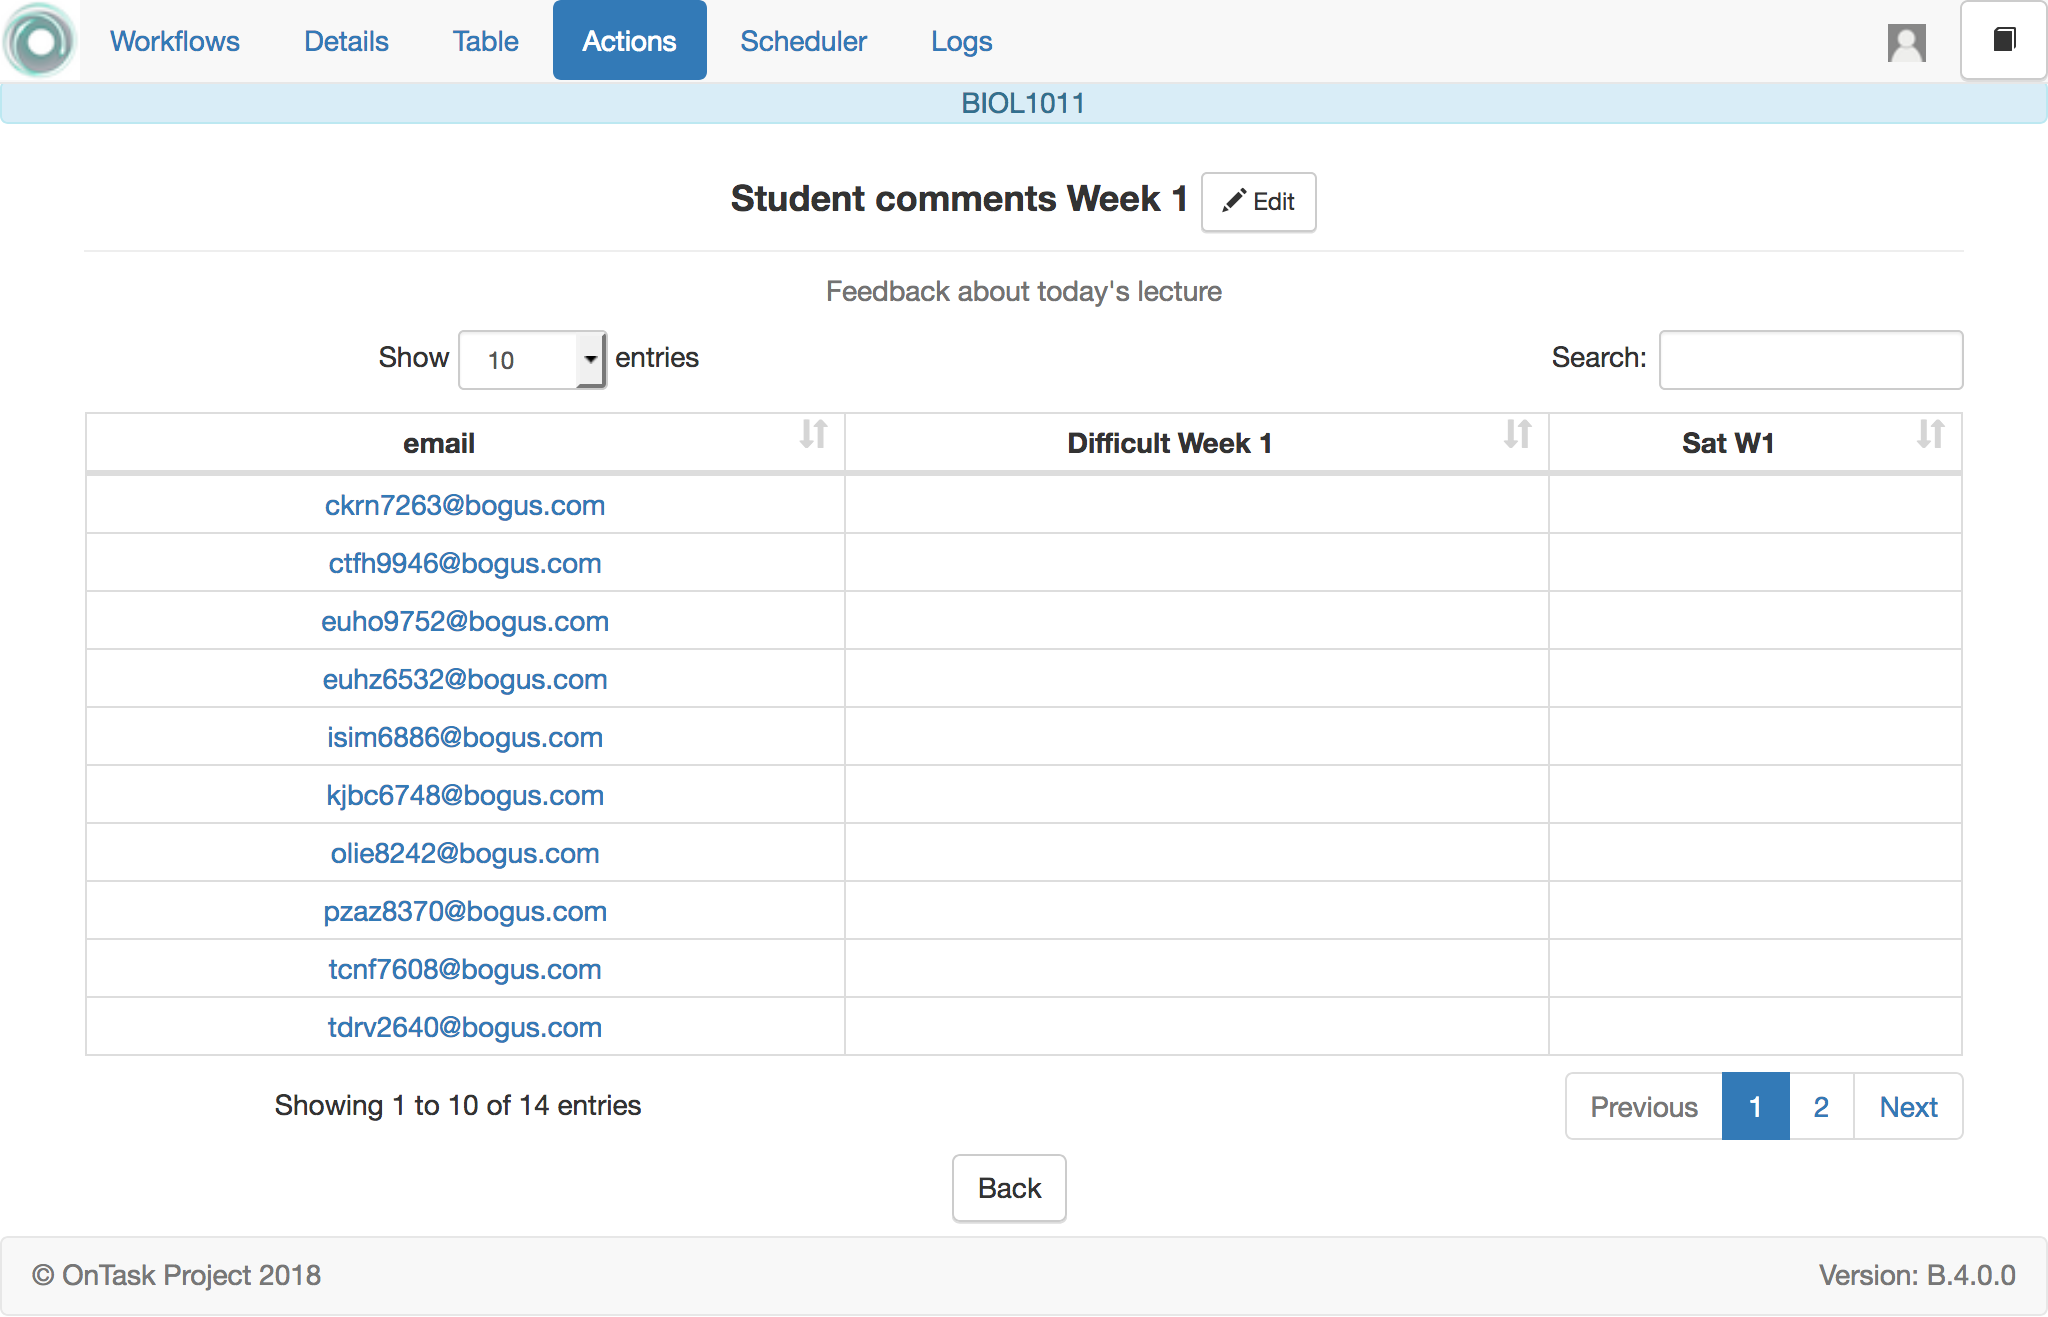 Workflows Details Table Actions Scheduler Logs
BIOL1011
Student comments Week 1 Edit
Feedback about today's lecture
Show 10 entries Search:
email Difficult Week 1 Sat W1
ckrn7263@bogus.com
ctfh9946@bogus.com
euho9752@bogus.com
euhz6532@bogus.com
isim6886@bogus.com
kjbc6748@bogus.com
olie8242@bogus.com
pzaz8370@bogus.com
tcnf7608@bogus.com
tdrv2640@bogus.com
Showing 1 to 10 of 14 entries Previous 1 2 Next
Back
© OnTask Project 2018 Version: B.4.0.0